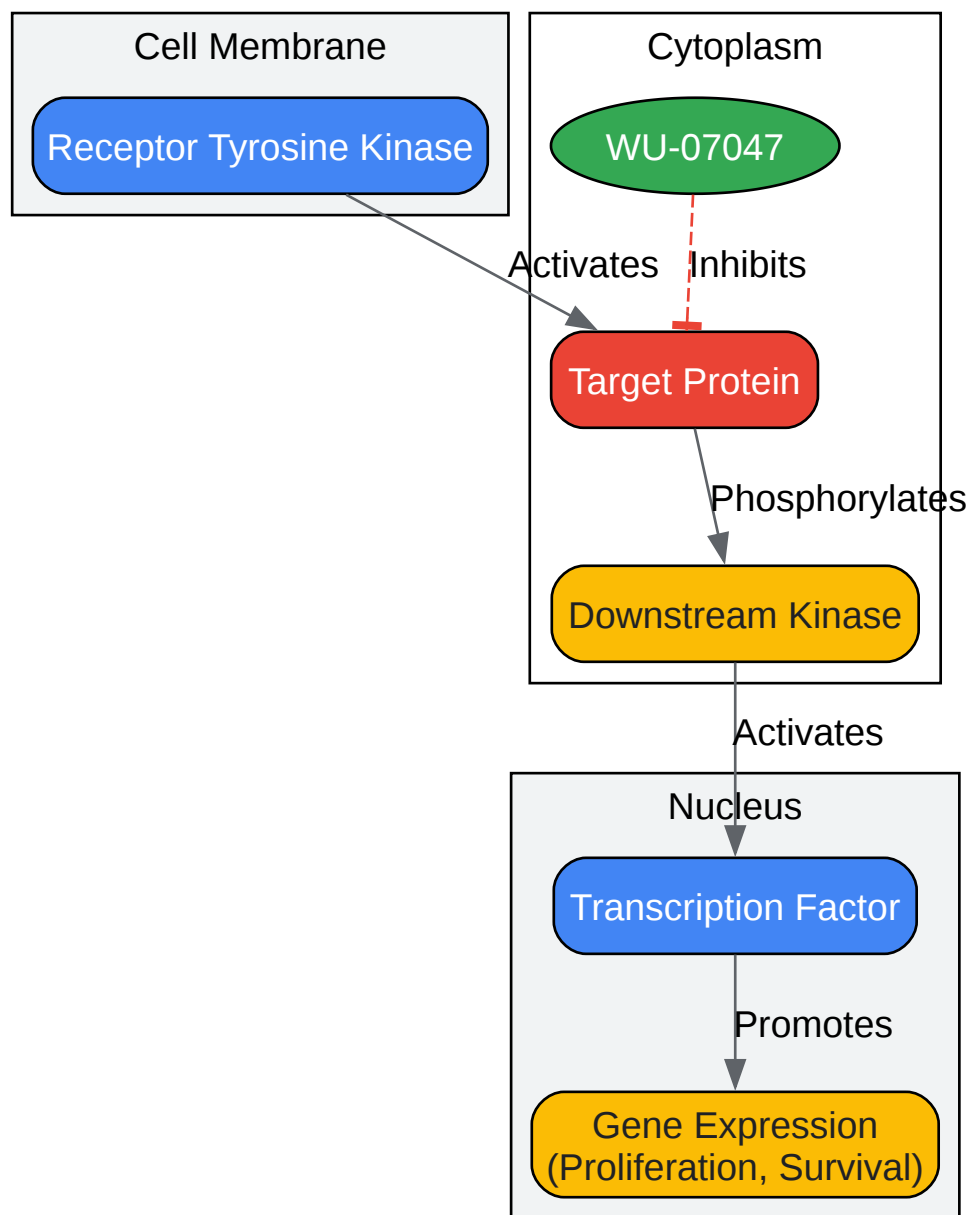 Cell Membrane
Cytoplasm
Receptor Tyrosine Kinase
WU-07047
Activates
Inhibits
Target Protein
Phosphorylates
Downstream Kinase
Activates
Nucleus
Transcription Factor
Promotes
Gene Expression
(Proliferation, Survival)